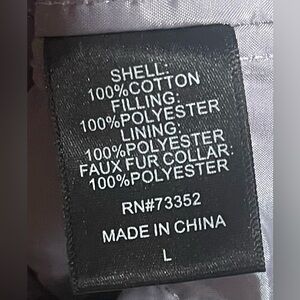 SHELL:
100%COTTON
FILLING:
100%POLYESTER
LINING:
100%POLYESTER
FAUX FUR COLLAR:
100%POLYESTER
RN#73352
MADE IN CHINA
L